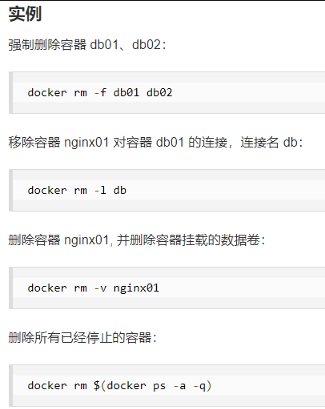 实例
强制删除容器 db01、db02：
docker rm -f db01 db02
移除容器 nginx01 对容器 db01 的连接，连接名 db：
docker rm -l db
删除容器 nginx01, 并删除容器挂载的数据卷：
docker rm -v nginx01
删除所有已经停止的容器：
docker rm $(docker ps -a -q)